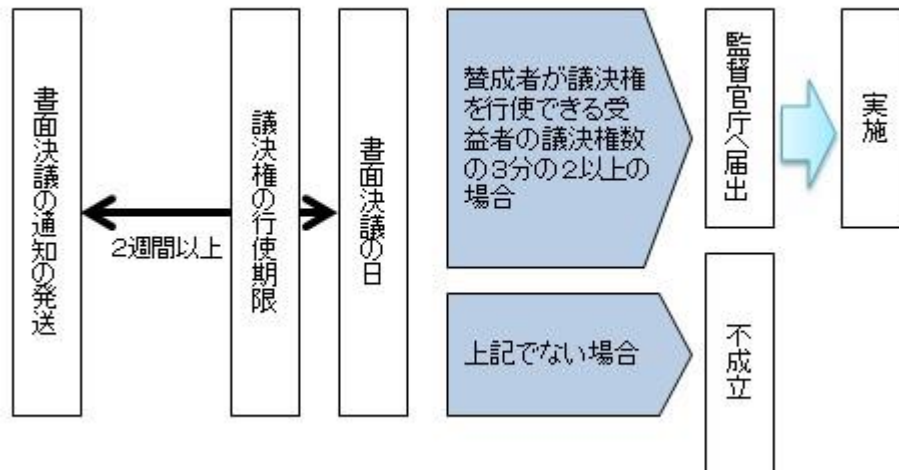 書面決議の通知の発送
2週間以上
議決権の行使期限
書面決議の日
賛成者が議決権
を行使できる受
益者の議決権数
の3分の2以上の
場合
監督官庁へ届出
実施
上記でない場合
不成立